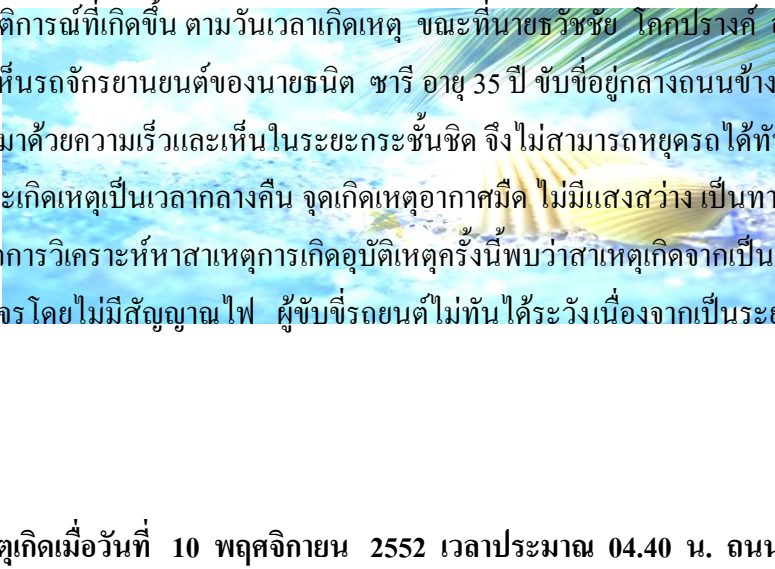 ติการณ์ที่เกิดขึ้น ตามวันเวลาเกิดเหตุ ขณะที่นายธวัชชัย โคกปรางค์
ห็นรถจักรยานยนต์ของนายธนิต ซารี อายุ 35 ปี ขับขี่อยู่กลางถนนข้าง
มาด้วยความเร็วและเห็นในระยะกระชั้นชิด จึงไม่สามารถหยุดรถได้ทั
ะเกิดเหตุเป็นเวลากลางคืน จุดเกิดเหตุอากาศมืด ไม่มีแสงสว่าง เป็นทา
การวิเคราะห์หาสาเหตุการเกิดอุบัติเหตุครั้งนี้พบว่าสาเหตุเกิดจากเป็น
จรโดยไม่มีสัญญาณไฟ ผู้ขับขี่รถยนต์ไม่ทันได้ระวังเนื่องจากเป็นระย
ตุเกิดเมื่อวันที่ 10 พฤศจิกายน 2552 เวลาประมาณ 04.40 น. ถนน